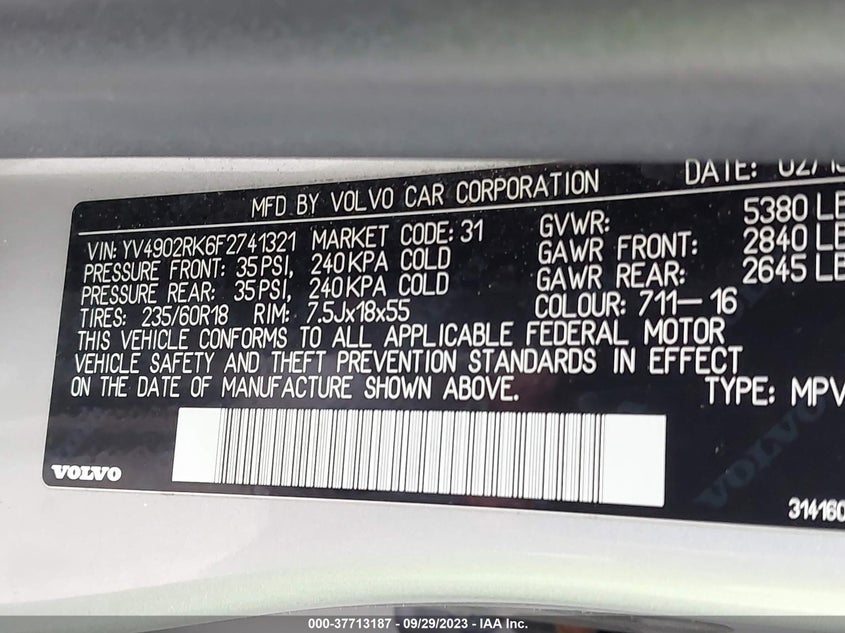 MFD BY VOLVO CAR CORPORATION DATE:
VIN: YV4902RK6F2741321 MARKET CODE: 31 GVWR: 5380 LB
PRESSURE FRONT: 35 PSI, 240 KPA COLD GAWR FRONT: 2840 LB
PRESSURE REAR: 35 PSI, 240 KPA COLD GAWR REAR: 2645 LB
TIRES: 235/60R18 RIM: 7.5Jx18x55 COLOUR: 711-16
THIS VEHICLE CONFORMS TO ALL APPLICABLE FEDERAL MOTOR
VEHICLE SAFETY AND THEFT PREVENTION STANDARDS IN EFFECT
ON THE DATE OF MANUFACTURE SHOWN ABOVE. TYPE: MPV
VOLVO
314160
000-37713187 - 09/29/2023 - IAA Inc.